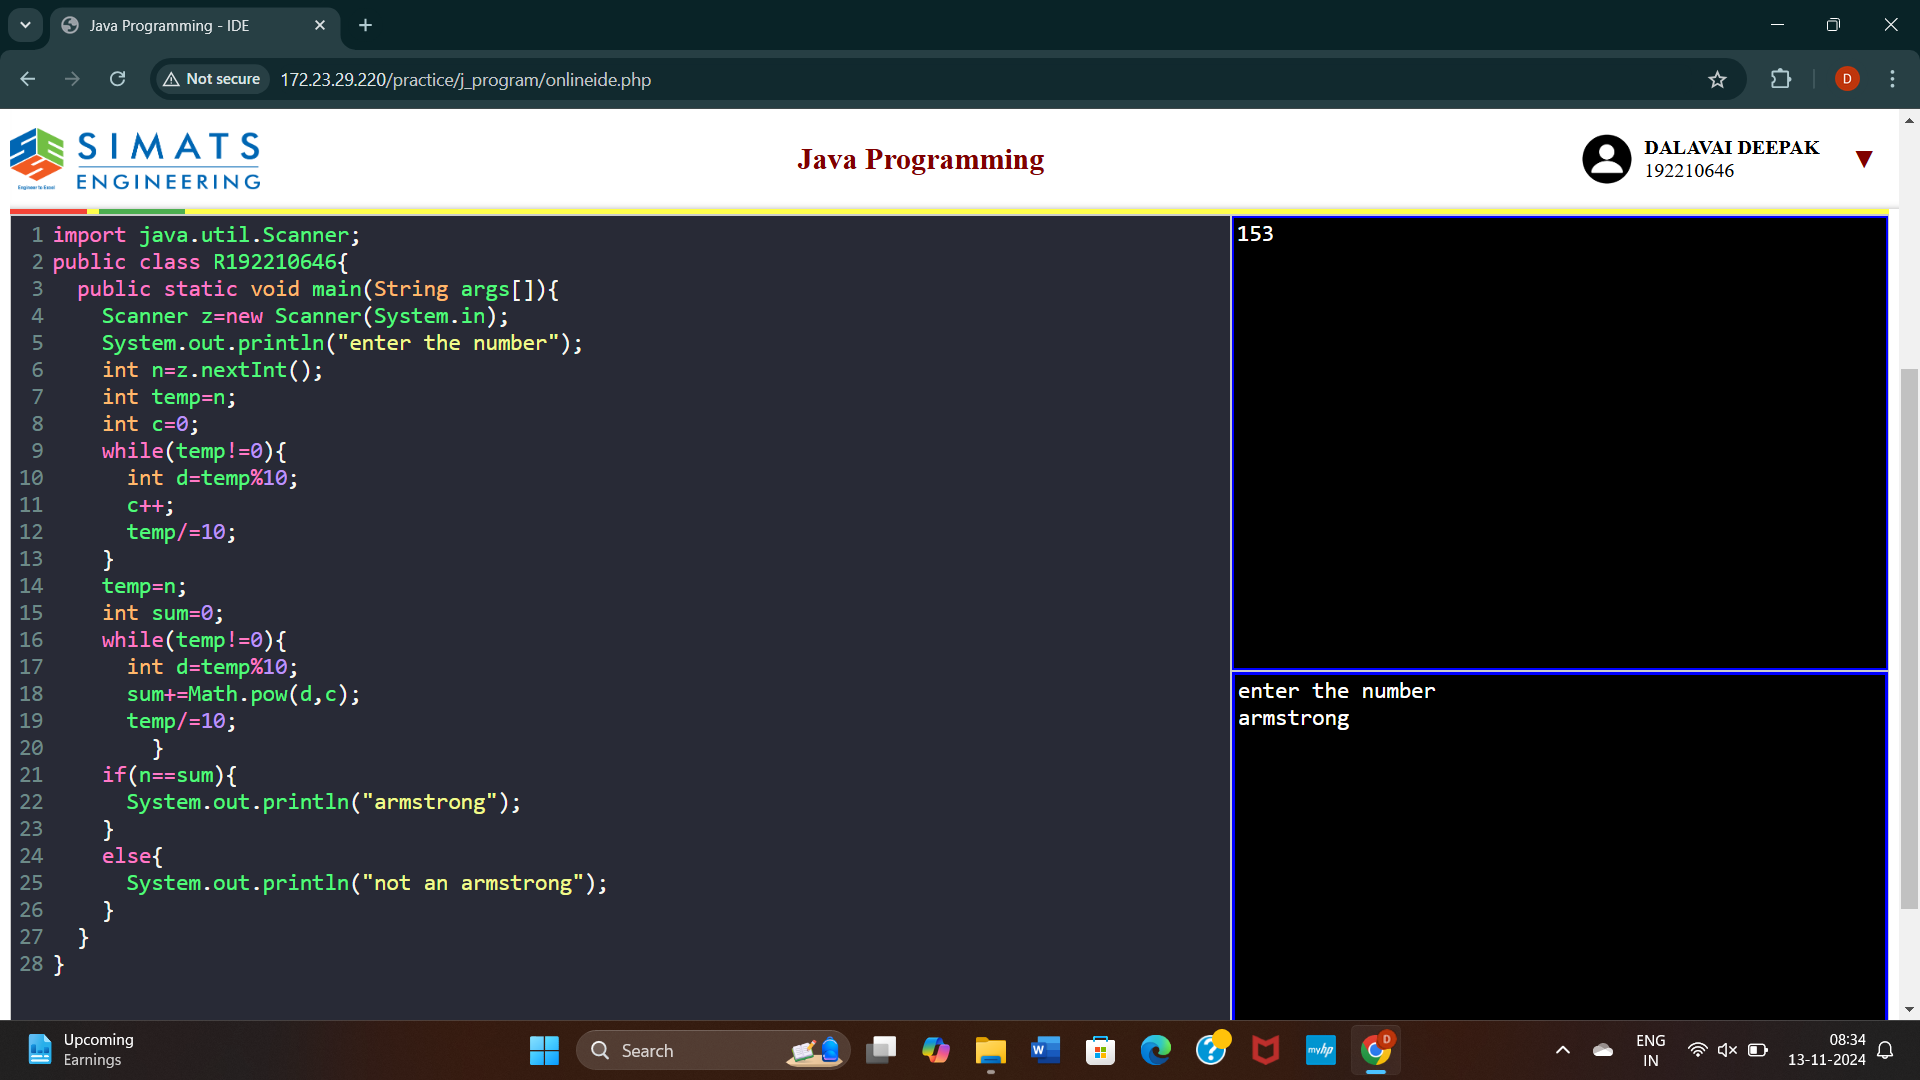 Java Programming - IDE
Not secure
172.23.29.220/practice/j_program/onlineide.php
D
SIMATS
ENGINEERING
Engineer to Excel
Java Programming
DALAVAI DEEPAK
192210646
1 import java.util.Scanner;
2 public class R192210646{
3 public static void main(String args[]){
4 Scanner z=new Scanner(System.in);
5 System.out.println("enter the number");
6 int n=z.nextInt();
7 int temp=n;
8 int c=0;
9 while(temp!=0){
10 int d=temp%10;
11 c++;
12 temp/=10;
13 }
14 temp=n;
15 int sum=0;
16 while(temp!=0){
17 int d=temp%10;
18 sum+=Math.pow(d,c);
19 temp/=10;
20 }
21 if(n==sum){
22 System.out.println("armstrong");
23 }
24 else{
25 System.out.println("not an armstrong");
26 }
27 }
28 }
153
enter the number
armstrong
Upcoming
Earnings
Search
W
myhp
D
ENG
IN
08:34
13-11-2024